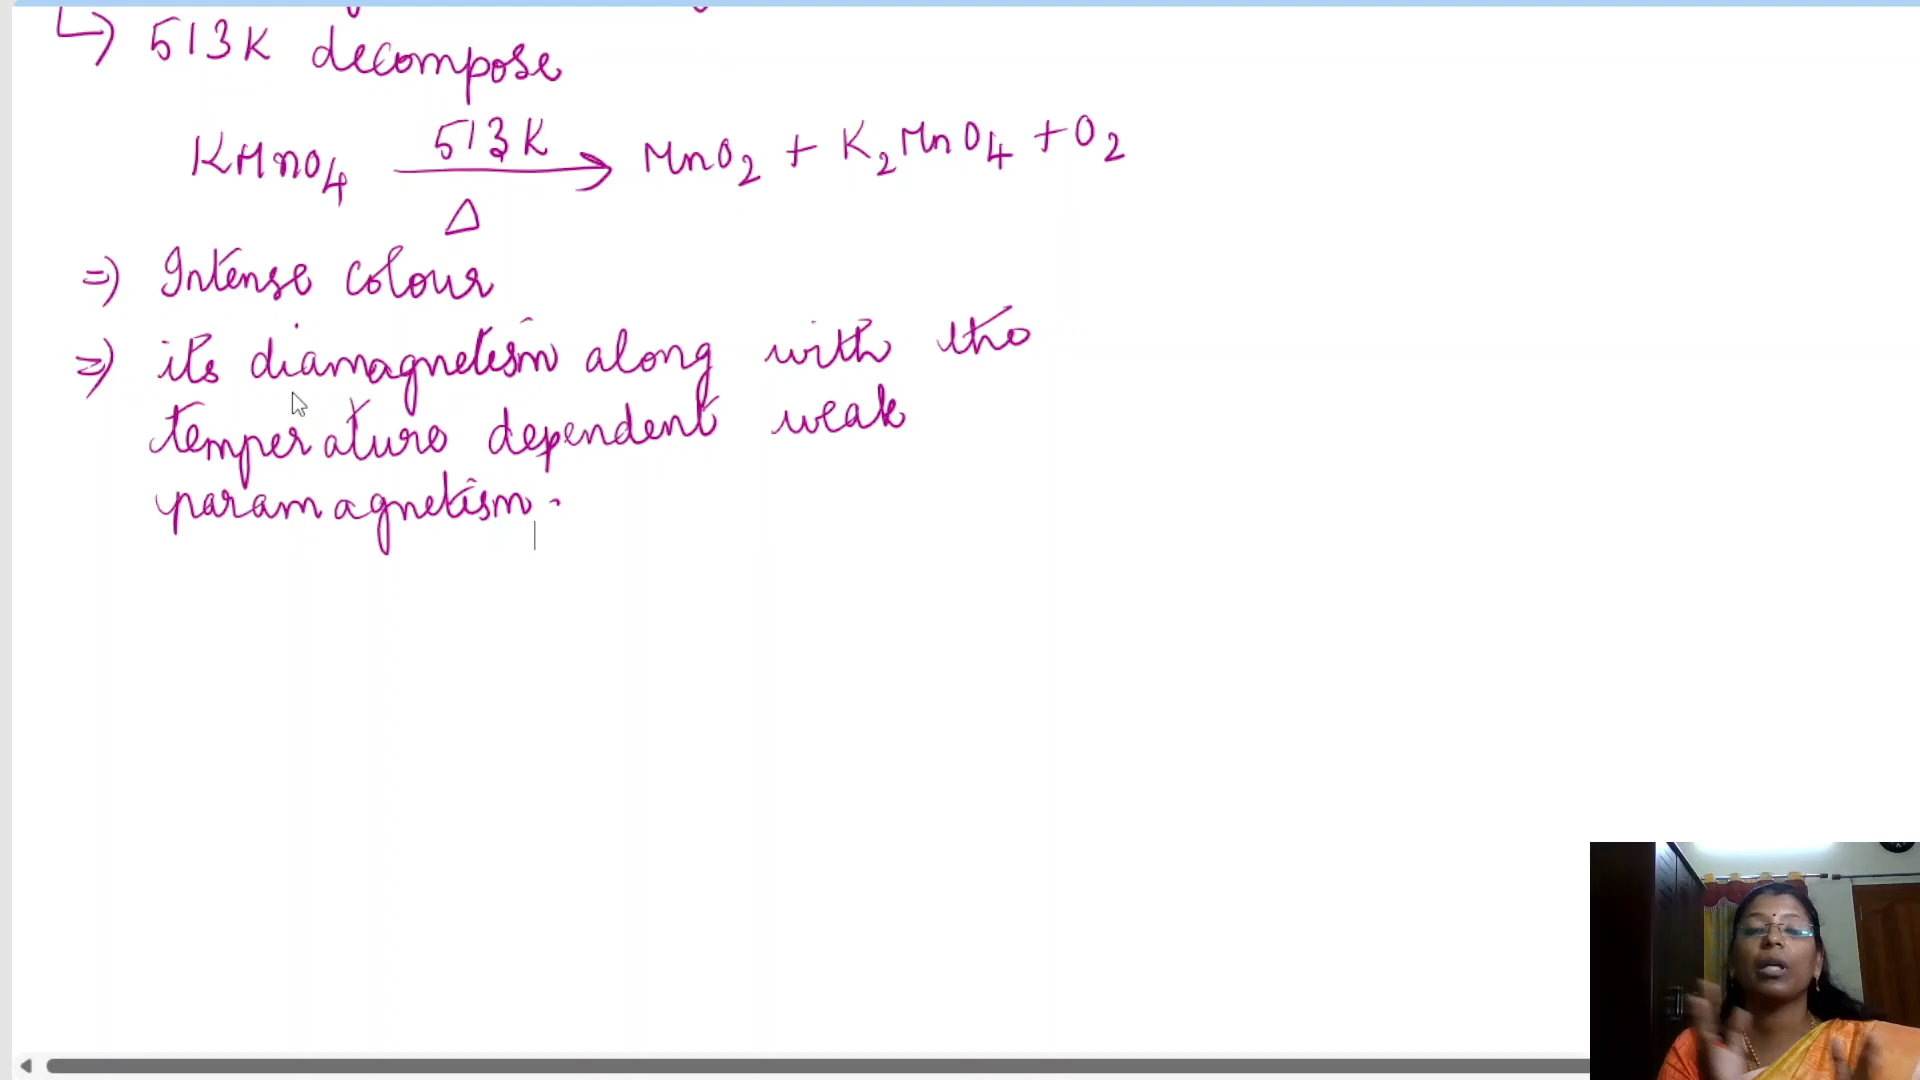 ↳ 513K decompose
513K
KMnO4 ⟶ MnO2 + K2MnO4 + O2
Δ
⇒ Intense colour
⇒ its diamagnetism along with the
temperature dependent weak
paramagnetism.